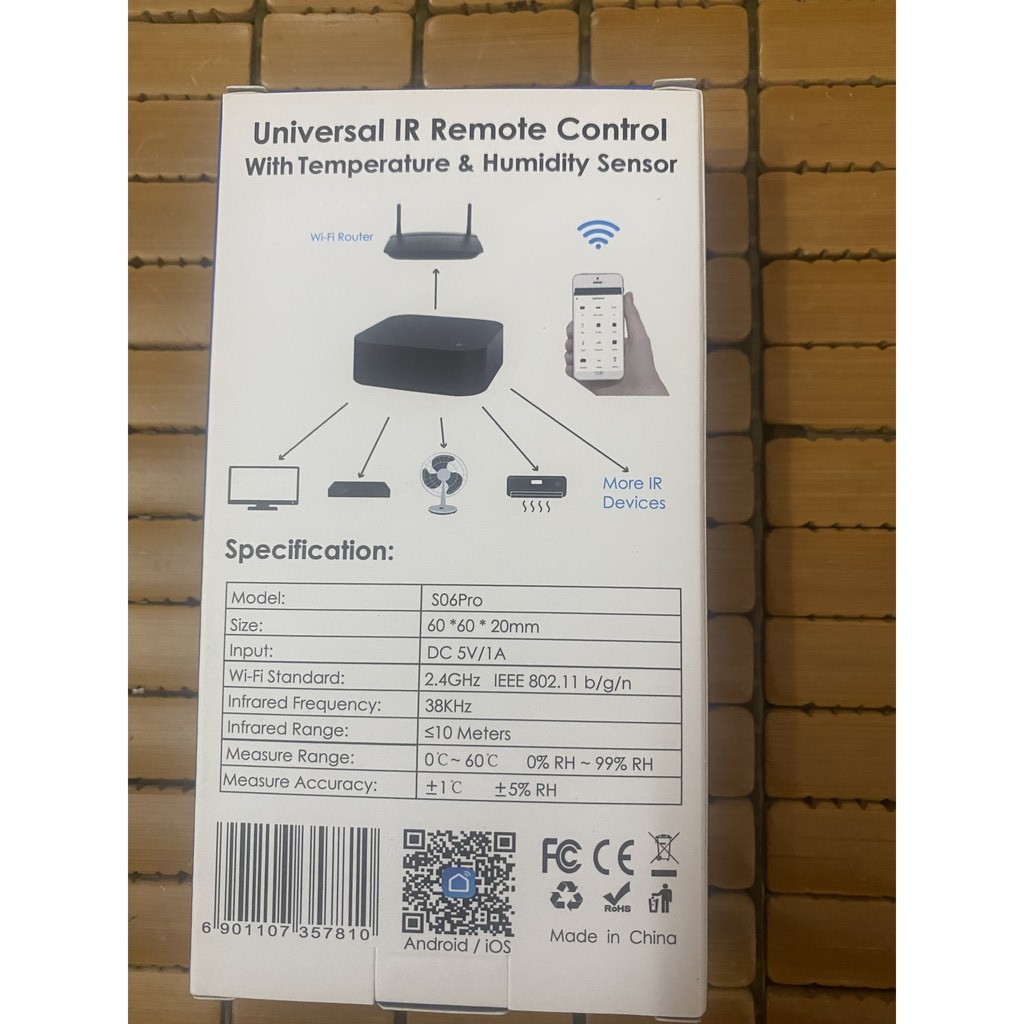 Universal IR Remote Control
With Temperature & Humidity Sensor
Wi-Fi Router
More IR
Devices
Specification:
Model: S06Pro
Size: 60 *60 * 20mm
Input: DC 5V/1A
Wi-Fi Standard: 2.4GHz IEEE 802.11 b/g/n
Infrared Frequency: 38KHz
Infrared Range: ≤10 Meters
Measure Range: 0℃~ 60℃ 0% RH ~ 99% RH
Measure Accuracy: ±1℃ ±5% RH
6 901107 357810
Android / iOS
FC CE
RoHS
Made in China